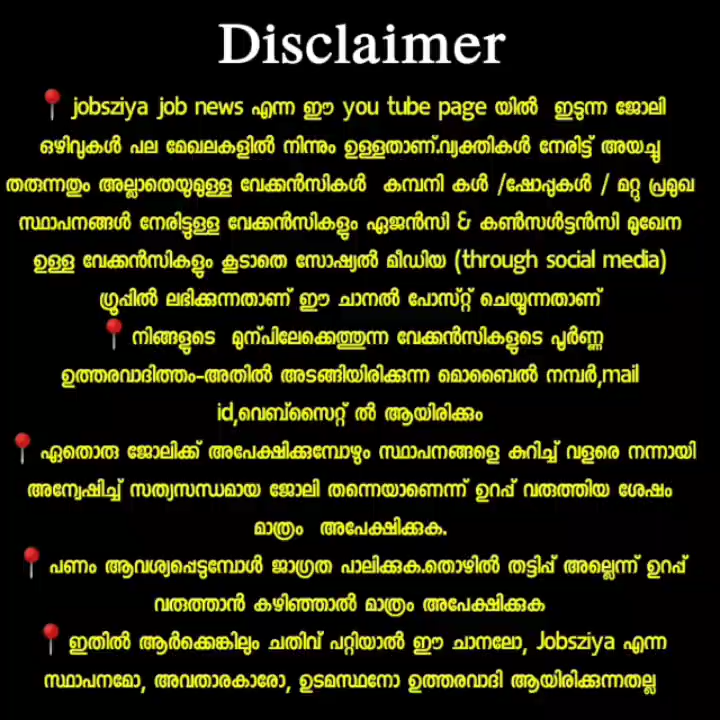 Disclaimer
📍 jobsziya job news എന്ന ഈ you tube page യിൽ ഇടുന്ന ജോലി
ഒഴിവുകൾ പല മേഖലകളിൽ നിന്നും ഉള്ളതാണ്.വ്യക്തികൾ നേരിട്ട് അയച്ചു
തരുന്നതും അല്ലാതെയുമുള്ള വേക്കൻസികൾ കമ്പനി കൾ /ഷോപ്പുകൾ / മറ്റു പ്രമുഖ
സ്ഥാപനങ്ങൾ നേരിട്ടുള്ള വേക്കൻസികളും ഏജൻസി & കൺസൾട്ടൻസി മുഖേന
ഉള്ള വേക്കൻസികളും കൂടാതെ സോഷ്യൽ മീഡിയ (through social media)
ഗ്രൂപ്പിൽ ലഭിക്കുന്നതാണ് ഈ ചാനൽ പോസ്റ്റ് ചെയ്യുന്നതാണ്
📍 നിങ്ങളുടെ മുന്പിലേക്കെത്തുന്ന വേക്കൻസികളുടെ പൂർണ്ണ
ഉത്തരവാദിത്തം-അതിൽ അടങ്ങിയിരിക്കുന്ന മൊബൈൽ നമ്പർ,mail
id,വെബ്സൈറ്റ് ൽ ആയിരിക്കും
📍 ഏതൊരു ജോലിക്ക് അപേക്ഷിക്കുമ്പോഴും സ്ഥാപനങ്ങളെ കുറിച്ച് വളരെ നന്നായി
അന്വേഷിച്ച് സത്യസന്ധമായ ജോലി തന്നെയാണെന്ന് ഉറപ്പ് വരുത്തിയ ശേഷം
മാത്രം അപേക്ഷിക്കുക.
📍 പണം ആവശ്യപ്പെടുമ്പോൾ ജാഗ്രത പാലിക്കുക.തൊഴിൽ തട്ടിപ്പ് അല്ലെന്ന് ഉറപ്പ്
വരുത്താൻ കഴിഞ്ഞാൽ മാത്രം അപേക്ഷിക്കുക
📍 ഇതിൽ ആർക്കെങ്കിലും ചതിവ് പറ്റിയാൽ ഈ ചാനലോ, Jobsziya എന്ന
സ്ഥാപനമോ, അവതാരകാരോ, ഉടമസ്ഥനോ ഉത്തരവാദി ആയിരിക്കുന്നതല്ല